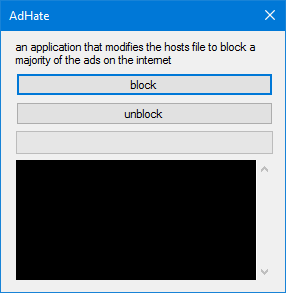 AdHate
an application that modifies the hosts file to block a
majority of the ads on the internet
block
unblock